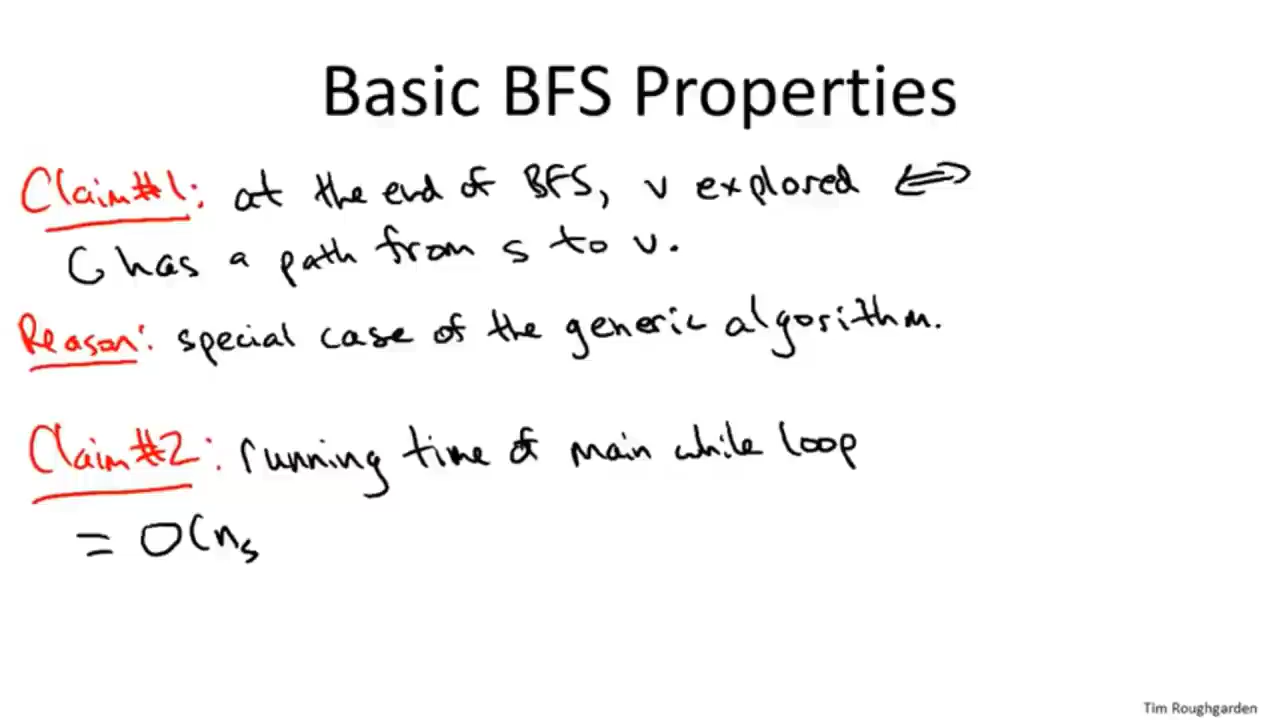 Basic BFS Properties
Claim #1: at the end of BFS, v explored ⟺
G has a path from s to v.
Reason: special case of the generic algorithm.
Claim #2: running time of main while loop
= O(nₛ
Tim Roughgarden